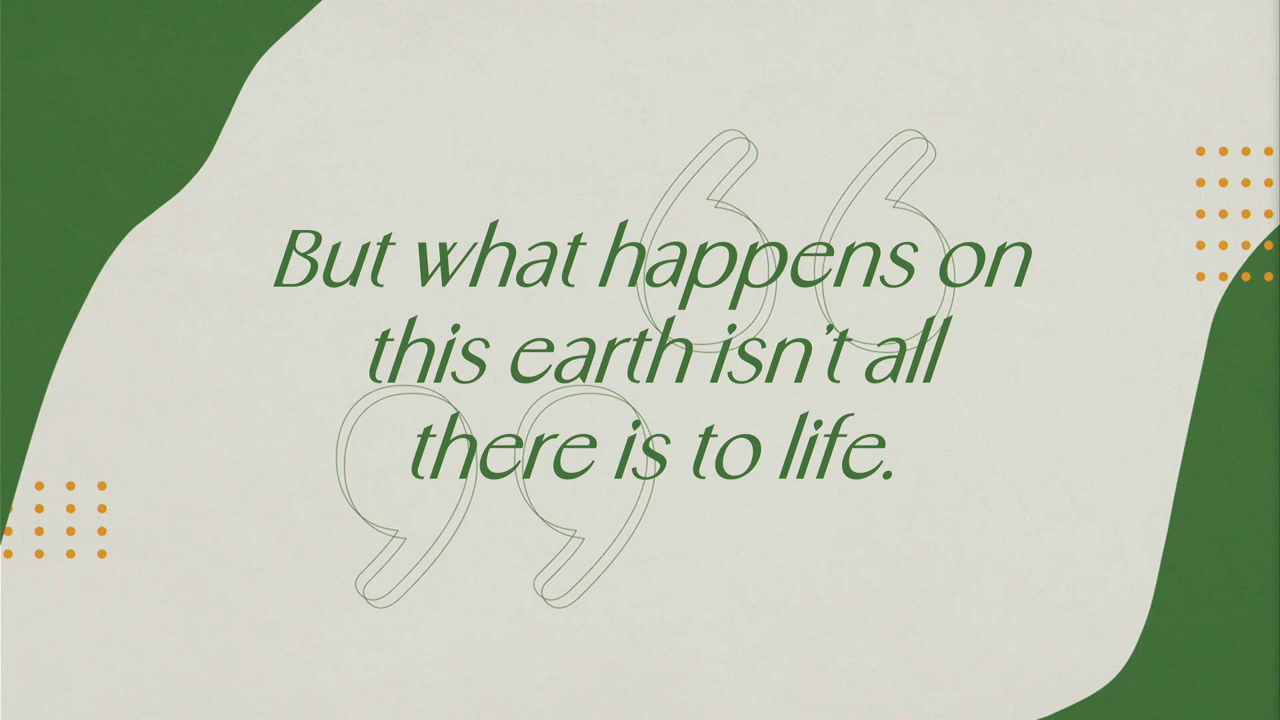 But what happens on
this earth isn't all
there is to life.